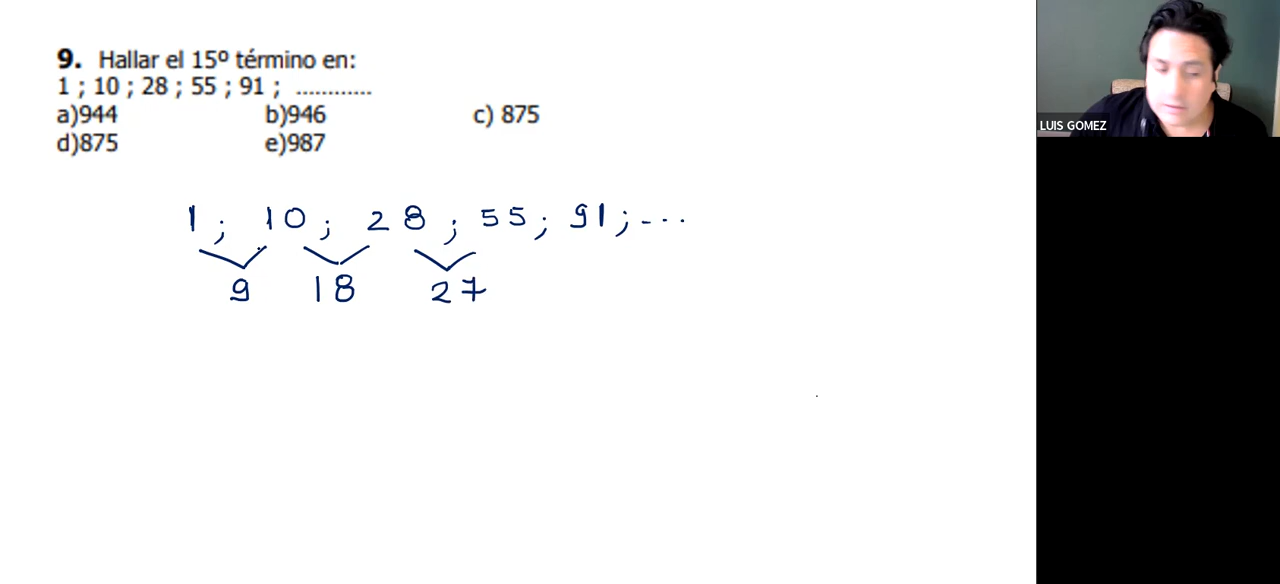 9. Hallar el 15º término en:
1 ; 10 ; 28 ; 55 ; 91 ; ............
a)944 b)946 c) 875
d)875 e)987
1 ; 10 ; 28 ; 55 ; 91 ; - ...
9 18 27
LUIS GOMEZ